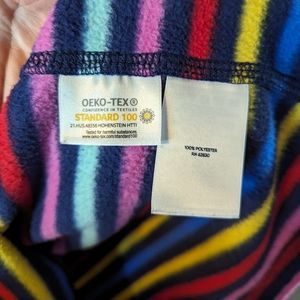 OEKO-TEX®
CONFIDENCE IN TEXTILES
STANDARD 100
21.HUS.48356 HOHENSTEIN HTTI
Tested for harmful substances.
www.oeko-tex.com/standard100
100% POLYESTER
RN 62830